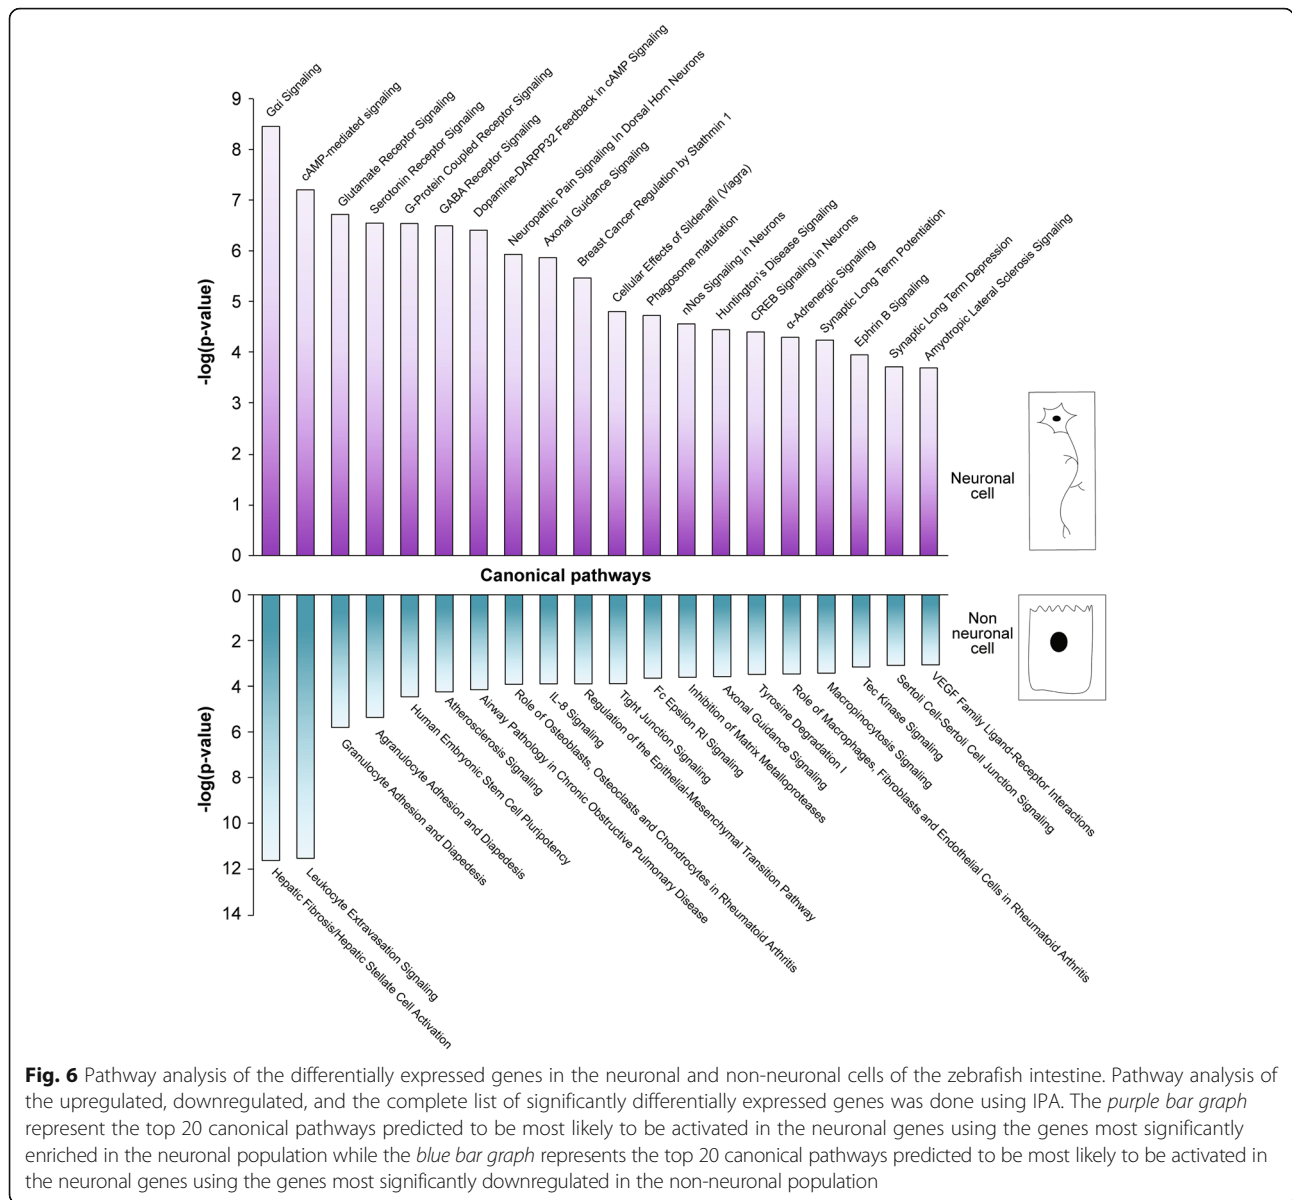 Gαi Signaling
cAMP-mediated signaling
Glutamate Receptor Signaling
Serotonin Receptor Signaling
G-Protein Coupled Receptor Signaling
GABA Receptor Signaling
Dopamine-DARPP32 Feedback in cAMP Signaling
Neuropathic Pain Signaling In Dorsal Horn Neurons
Axonal Guidance Signaling
Breast Cancer Regulation by Stathmin 1
Cellular Effects of Sildenafil (Viagra)
Phagosome maturation
nNos Signaling in Neurons
Huntington's Disease Signaling
CREB Signaling in Neurons
α-Adrenergic Signaling
Synaptic Long Term Potentiation
Ephrin B Signaling
Synaptic Long Term Depression
Amyotropic Lateral Sclerosis Signaling
9
8
7
6
5
4
3
2
1
0
-log(p-value)
Neuronal
cell
Canonical pathways
0
2
4
6
8
10
12
14
-log(p-value)
Non
neuronal
cell
Hepatic Fibrosis/Hepatic Stellate Cell Activation
Leukocyte Extravasation Signaling
Granulocyte Adhesion and Diapedesis
Agranulocyte Adhesion and Diapedesis
Human Embryonic Stem Cell Pluripotency
Atherosclerosis Signaling
Airway Pathology in Chronic Obstructive Pulmonary Disease
Role of Osteoblasts, Osteoclasts and Chondrocytes in Rheumatoid Arthritis
IL-8 Signaling
Regulation of the Epithelial-Mesenchymal Transition Pathway
Tight Junction Signaling
Fc Epsilon RI Signaling
Inhibition of Matrix Metalloproteases
Axonal Guidance Signaling
Tyrosine Degradation I
Role of Macrophages, Fibroblasts and Endothelial Cells in Rheumatoid Arthritis
Macropinocytosis Signaling
Tec Kinase Signaling
Sertoli Cell-Sertoli Cell Junction Signaling
VEGF Family Ligand-Receptor Interactions
Fig. 6 Pathway analysis of the differentially expressed genes in the neuronal and non-neuronal cells of the zebrafish intestine. Pathway analysis of
the upregulated, downregulated, and the complete list of significantly differentially expressed genes was done using IPA. The purple bar graph
represent the top 20 canonical pathways predicted to be most likely to be activated in the neuronal genes using the genes most significantly
enriched in the neuronal population while the blue bar graph represents the top 20 canonical pathways predicted to be most likely to be activated in
the neuronal genes using the genes most significantly downregulated in the non-neuronal population